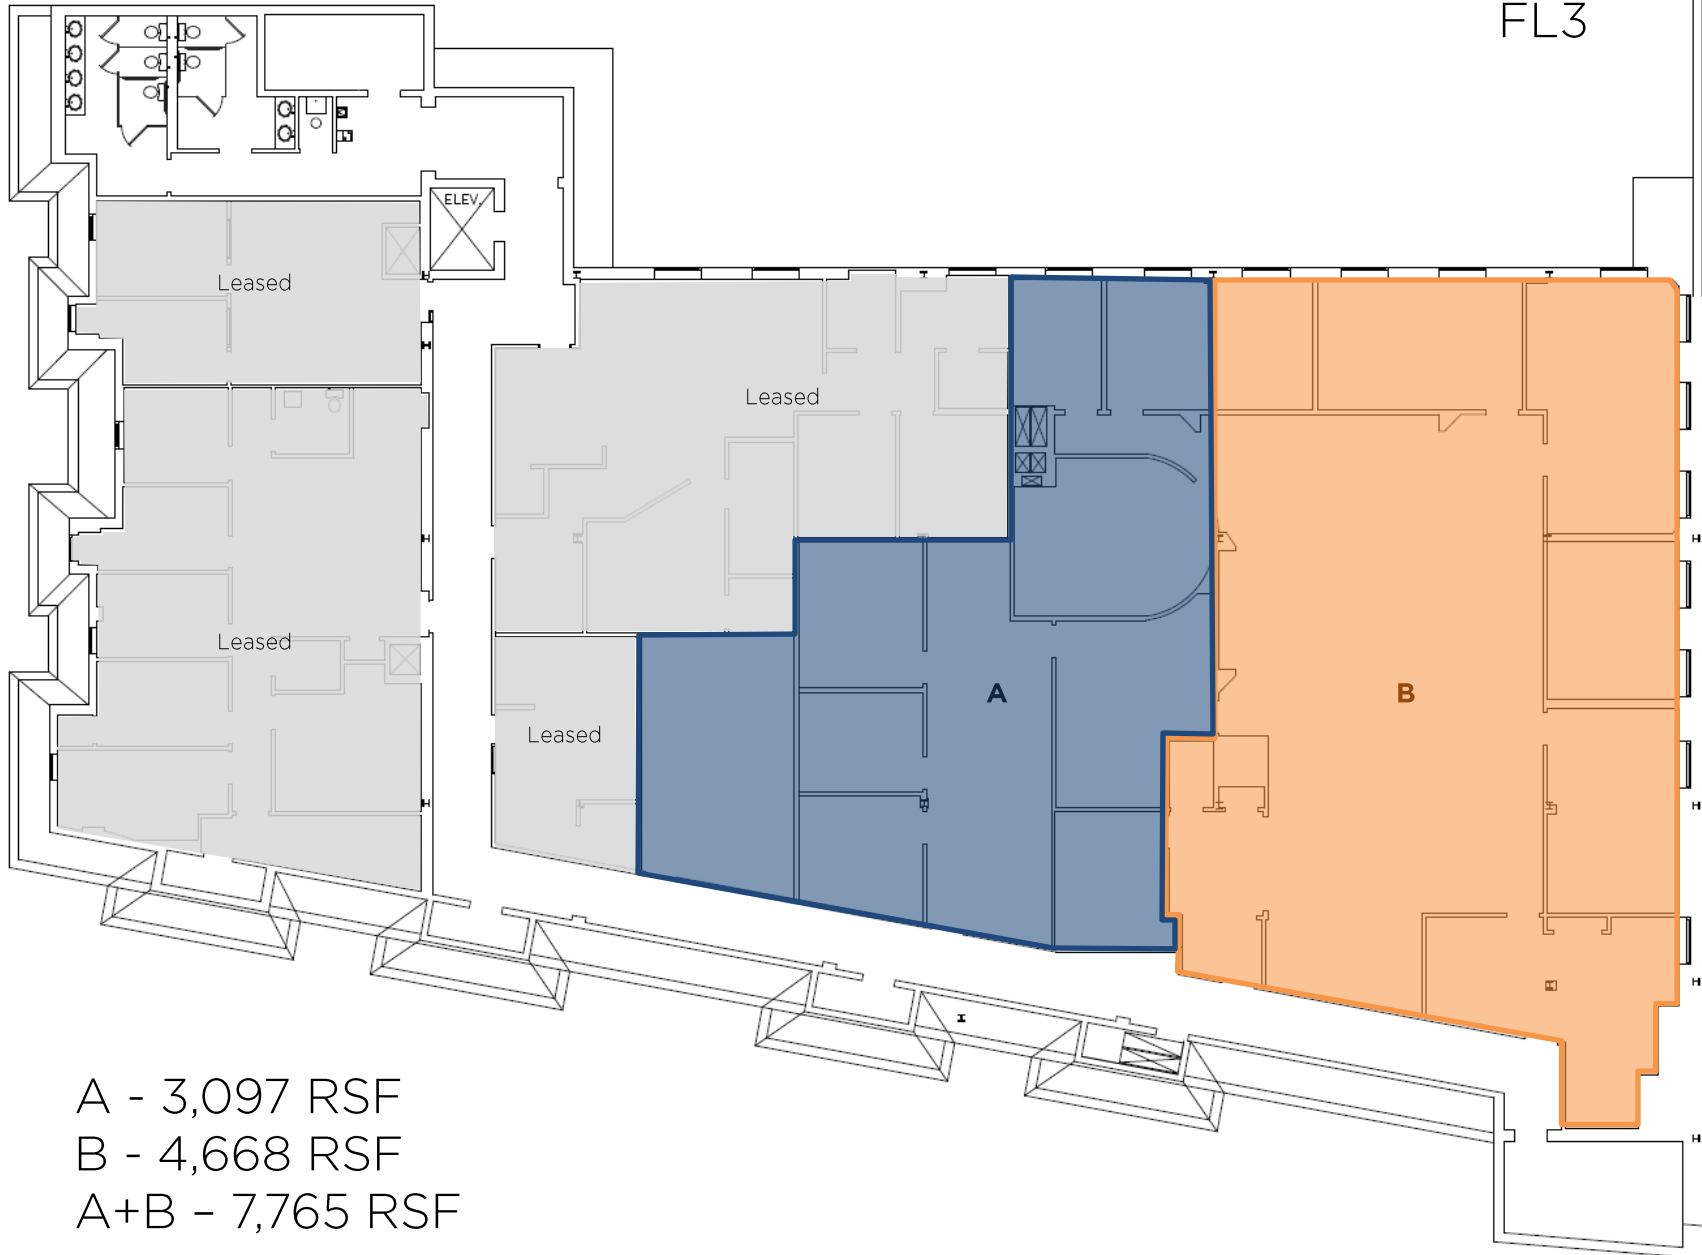 FL3
ELEV.
Leased
Leased
Leased
Leased
A
B
A - 3,097 RSF
B - 4,668 RSF
A+B – 7,765 RSF